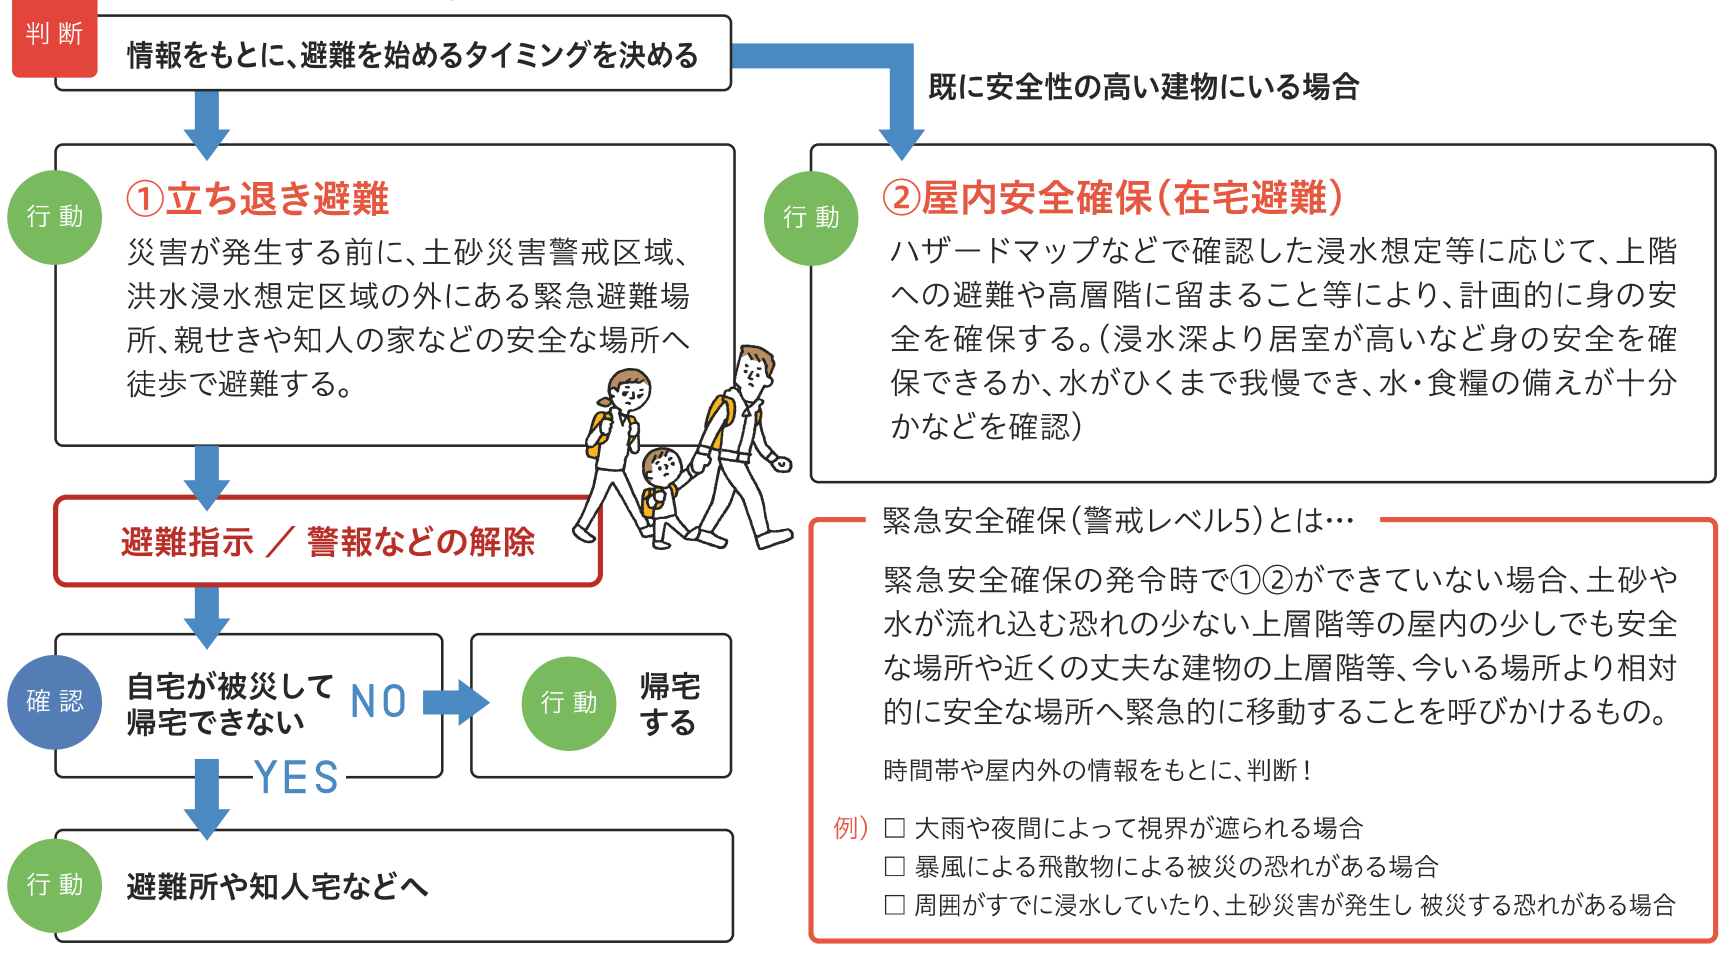 判断
情報をもとに、避難を始めるタイミングを決める
既に安全性の高い建物にいる場合
行動
①立ち退き避難
災害が発生する前に、土砂災害警戒区域、
洪水浸水想定区域の外にある緊急避難場
所、親せきや知人の家などの安全な場所へ
徒歩で避難する。
行動
②屋内安全確保(在宅避難)
ハザードマップなどで確認した浸水想定等に応じて、上階
への避難や高層階に留まること等により、計画的に身の安
全を確保する。(浸水深より居室が高いなど身の安全を確
保できるか、水がひくまで我慢でき、水・食糧の備えが十分
かなどを確認)
避難指示 / 警報などの解除
確認
自宅が被災して
帰宅できない
NO
YES
行動
帰宅
する
行動
避難所や知人宅などへ
緊急安全確保(警戒レベル5)とは…
緊急安全確保の発令時で①②ができていない場合、土砂や
水が流れ込む恐れの少ない上層階等の屋内の少しでも安全
な場所や近くの丈夫な建物の上層階等、今いる場所より相対
的に安全な場所へ緊急的に移動することを呼びかけるもの。
時間帯や屋内外の情報をもとに、判断!
例) □ 大雨や夜間によって視界が遮られる場合
□ 暴風による飛散物による被災の恐れがある場合
□ 周囲がすでに浸水していたり、土砂災害が発生し 被災する恐れがある場合